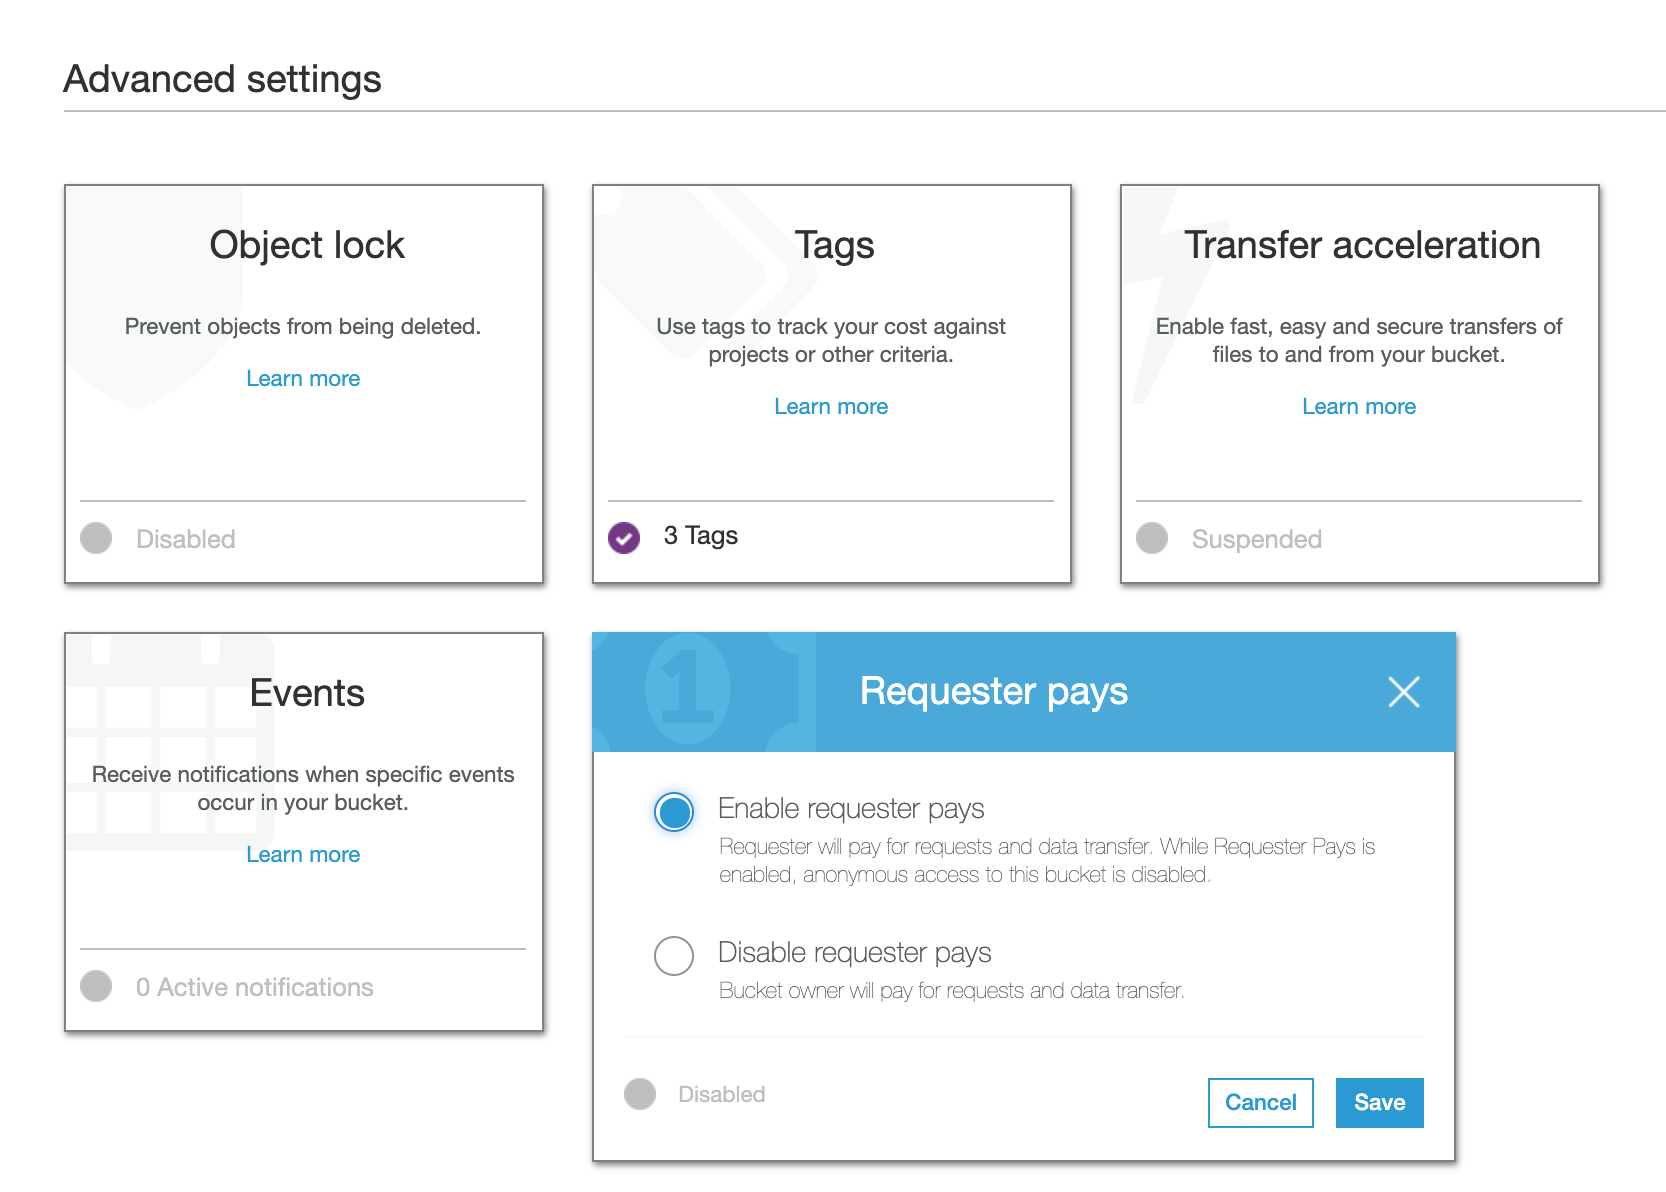 Advanced settings
Object lock
Prevent objects from being deleted.
Learn more
Disabled
Tags
Use tags to track your cost against
projects or other criteria.
Learn more
3 Tags
Transfer acceleration
Enable fast, easy and secure transfers of
files to and from your bucket.
Learn more
Suspended
Events
Receive notifications when specific events
occur in your bucket.
Learn more
0 Active notifications
1
Requester pays
Enable requester pays
Requester will pay for requests and data transfer. While Requester Pays is
enabled, anonymous access to this bucket is disabled.
Disable requester pays
Bucket owner will pay for requests and data transfer.
Disabled
Cancel
Save